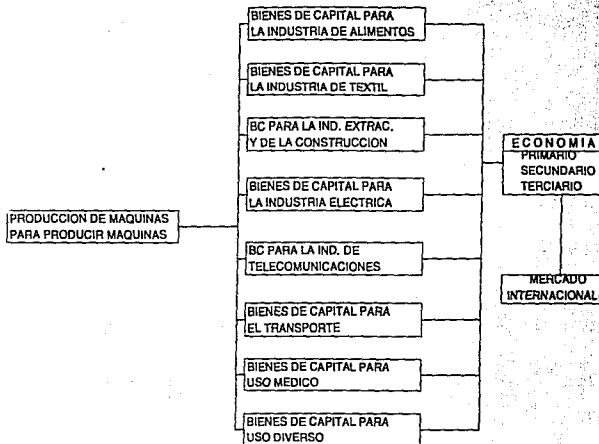 BIENES DE CAPITAL PARA
LA INDUSTRIA DE ALIMENTOS
BIENES DE CAPITAL PARA
LA INDUSTRIA DE TEXTIL
BC PARA LA IND. EXTRAC.
Y DE LA CONSTRUCCION
BIENES DE CAPITAL PARA
LA INDUSTRIA ELECTRICA
BC PARA LA IND. DE
TELECOMUNICACIONES
BIENES DE CAPITAL PARA
EL TRANSPORTE
BIENES DE CAPITAL PARA
USO MEDICO
BIENES DE CAPITAL PARA
USO DIVERSO
PRODUCCION DE MAQUINAS
PARA PRODUCIR MAQUINAS
ECONOMIA
PRIMARIO
SECUNDARIO
TERCIARIO
MERCADO
INTERNACIONAL